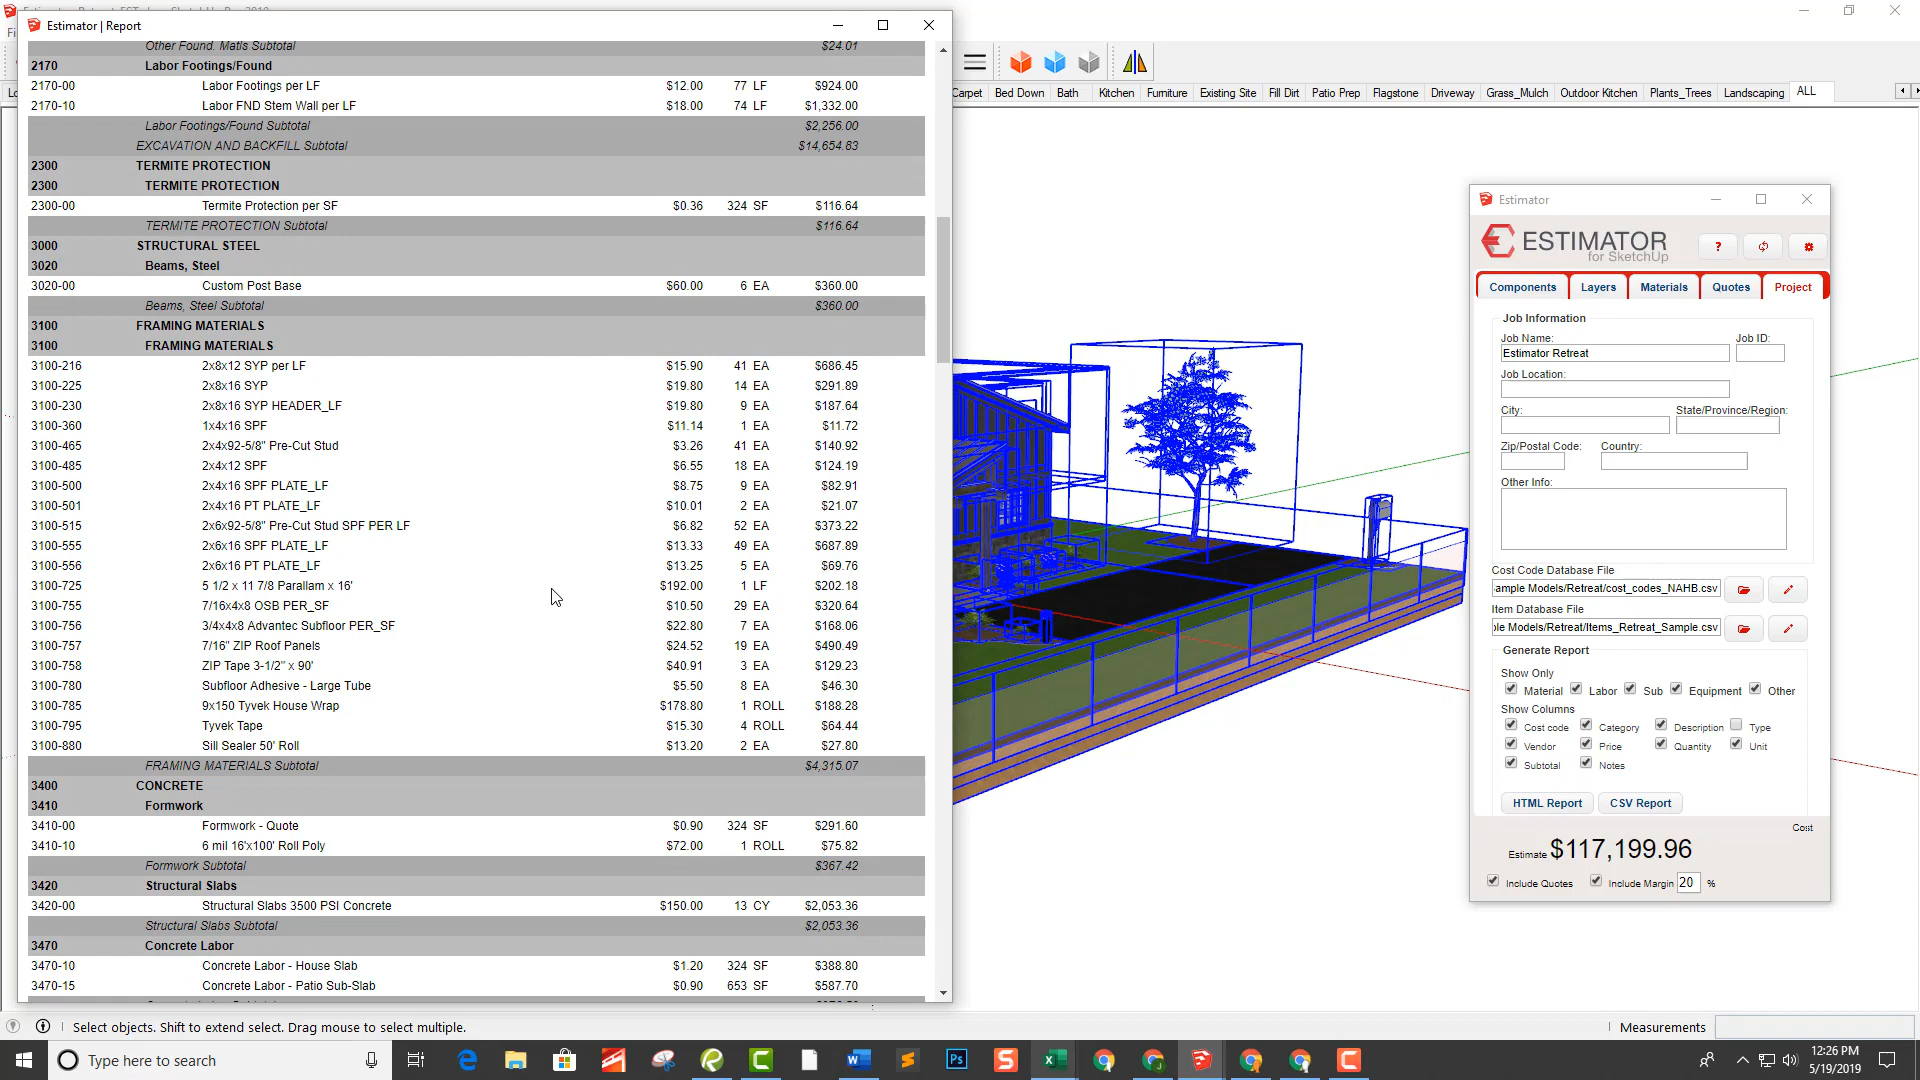 Estimator | Report
Other Found. Matls Subtotal $24.01
2170 Labor Footings/Found
2170-00 Labor Footings per LF $12.00 77 LF $924.00
2170-10 Labor FND Stem Wall per LF $18.00 74 LF $1,332.00
Labor Footings/Found Subtotal $2,256.00
EXCAVATION AND BACKFILL Subtotal $14,654.83
2300 TERMITE PROTECTION
2300 TERMITE PROTECTION
2300-00 Termite Protection per SF $0.36 324 SF $116.64
TERMITE PROTECTION Subtotal $116.64
3000 STRUCTURAL STEEL
3020 Beams, Steel
3020-00 Custom Post Base $60.00 6 EA $360.00
Beams, Steel Subtotal $360.00
3100 FRAMING MATERIALS
3100 FRAMING MATERIALS
3100-216 2x8x12 SYP per LF $15.90 41 EA $686.45
3100-225 2x8x16 SYP $19.80 14 EA $291.89
3100-230 2x8x16 SYP HEADER_LF $19.80 9 EA $187.64
3100-360 1x4x16 SPF $11.14 1 EA $11.72
3100-465 2x4x92-5/8" Pre-Cut Stud $3.26 41 EA $140.92
3100-485 2x4x12 SPF $6.55 18 EA $124.19
3100-500 2x4x16 SPF PLATE_LF $8.75 9 EA $82.91
3100-501 2x4x16 PT PLATE_LF $10.01 2 EA $21.07
3100-515 2x6x92-5/8" Pre-Cut Stud SPF PER LF $6.82 52 EA $373.22
3100-555 2x6x16 SPF PLATE_LF $13.33 49 EA $687.89
3100-556 2x6x16 PT PLATE_LF $13.25 5 EA $69.76
3100-725 5 1/2 x 11 7/8 Parallam x 16' $192.00 1 LF $202.18
3100-755 7/16x4x8 OSB PER_SF $10.50 29 EA $320.64
3100-756 3/4x4x8 Advantec Subfloor PER_SF $22.80 7 EA $168.06
3100-757 7/16" ZIP Roof Panels $24.52 19 EA $490.49
3100-758 ZIP Tape 3-1/2" x 90' $40.91 3 EA $129.23
3100-780 Subfloor Adhesive - Large Tube $5.50 8 EA $46.30
3100-785 9x150 Tyvek House Wrap $178.80 1 ROLL $188.28
3100-795 Tyvek Tape $15.30 4 ROLL $64.44
3100-880 Sill Sealer 50' Roll $13.20 2 EA $27.80
FRAMING MATERIALS Subtotal $4,315.07
3400 CONCRETE
3410 Formwork
3410-00 Formwork - Quote $0.90 324 SF $291.60
3410-10 6 mil 16'x100' Roll Poly $72.00 1 ROLL $75.82
Formwork Subtotal $367.42
3420 Structural Slabs
3420-00 Structural Slabs 3500 PSI Concrete $150.00 13 CY $2,053.36
Structural Slabs Subtotal $2,053.36
3470 Concrete Labor
3470-10 Concrete Labor - House Slab $1.20 324 SF $388.80
3470-15 Concrete Labor - Patio Sub-Slab $0.90 653 SF $587.70
Carpet Bed Down Bath Kitchen Furniture Existing Site Fill Dirt Patio Prep Flagstone Driveway Grass_Mulch Outdoor Kitchen Plants_Trees Landscaping ALL
Estimator
ESTIMATOR
for SketchUp
?
Components Layers Materials Quotes Project
Job Information
Job Name: Job ID:
Estimator Retreat
Job Location:
City: State/Province/Region:
Zip/Postal Code: Country:
Other Info:
Cost Code Database File
ample Models/Retreat/cost_codes_NAHB.csv
Item Database File
ple Models/Retreat/Items_Retreat_Sample.csv
Generate Report
Show Only
Material Labor Sub Equipment Other
Show Columns
Cost code Category Description Type
Vendor Price Quantity Unit
Subtotal Notes
HTML Report CSV Report
Cost
Estimate $117,199.96
Include Quotes Include Margin 20 %
Select objects. Shift to extend select. Drag mouse to select multiple.
Measurements
Type here to search
12:26 PM
5/19/2019